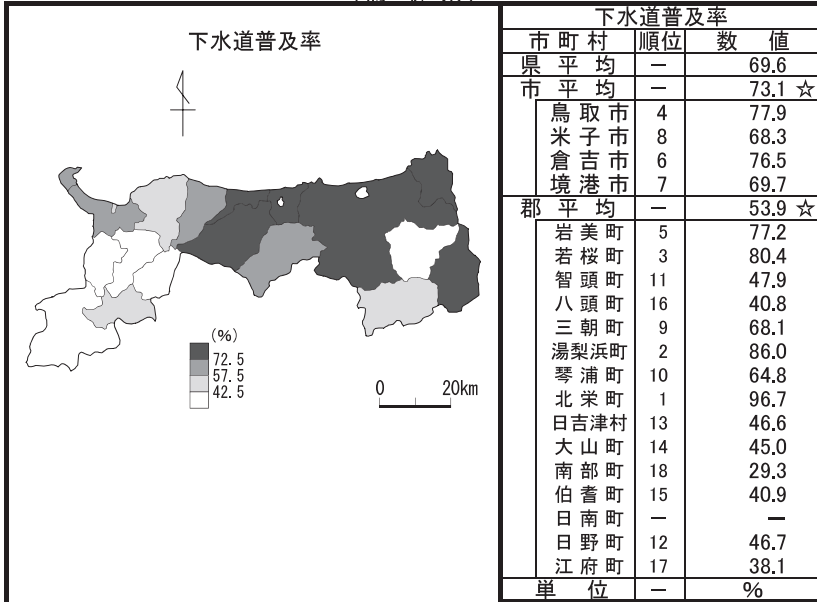 下水道普及率
(%)
72.5
57.5
42.5
0 20km
下水道普及率
市町村 順位 数値
県平均 － 69.6
市平均 － 73.1 ☆
鳥取市 4 77.9
米子市 8 68.3
倉吉市 6 76.5
境港市 7 69.7
郡平均 － 53.9 ☆
岩美町 5 77.2
若桜町 3 80.4
智頭町 11 47.9
八頭町 16 40.8
三朝町 9 68.1
湯梨浜町 2 86.0
琴浦町 10 64.8
北栄町 1 96.7
日吉津村 13 46.6
大山町 14 45.0
南部町 18 29.3
伯耆町 15 40.9
日南町 － －
日野町 12 46.7
江府町 17 38.1
単位 － %